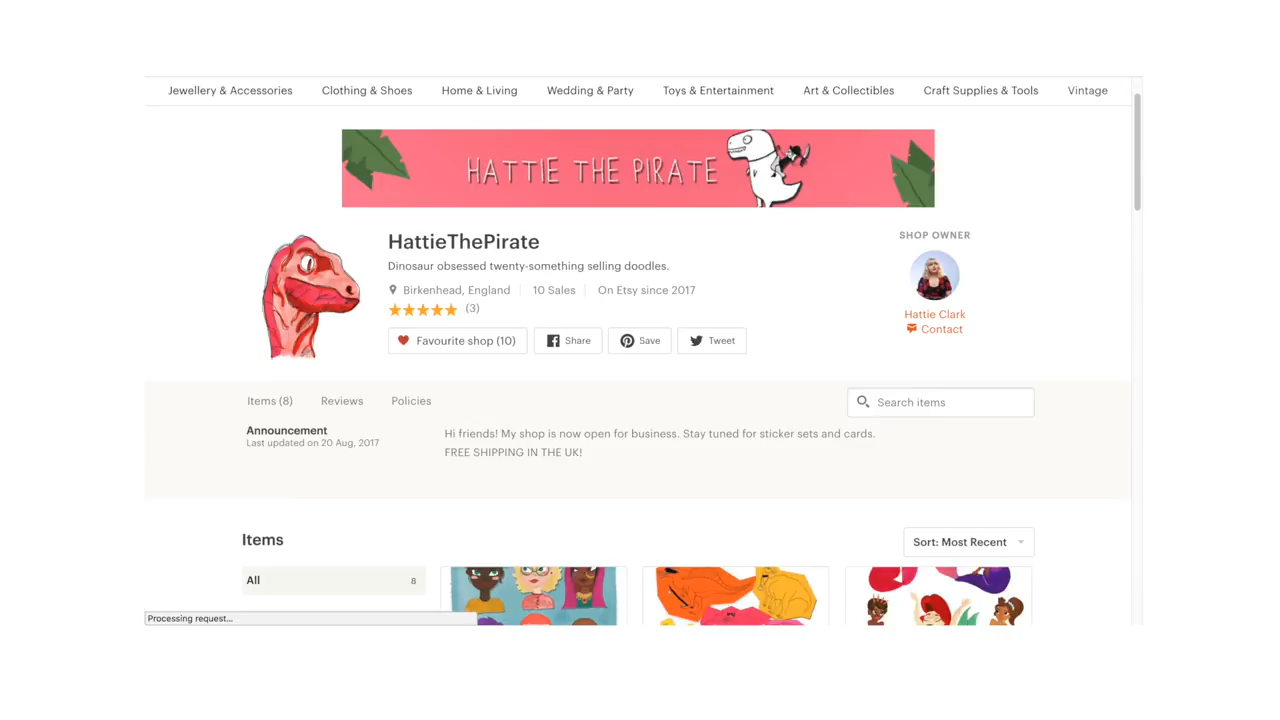 Jewellery & Accessories Clothing & Shoes Home & Living Wedding & Party Toys & Entertainment Art & Collectibles Craft Supplies & Tools Vintage
HATTIE THE PIRATE
HattieThePirate
Dinosaur obsessed twenty-something selling doodles.
Birkenhead, England 10 Sales On Etsy since 2017
(3)
Favourite shop (10) Share Save Tweet
SHOP OWNER
Hattie Clark
Contact
Items (8) Reviews Policies
Search items
Announcement
Last updated on 20 Aug, 2017
Hi friends! My shop is now open for business. Stay tuned for sticker sets and cards.
FREE SHIPPING IN THE UK!
Items
Sort: Most Recent
All 8
Processing request...